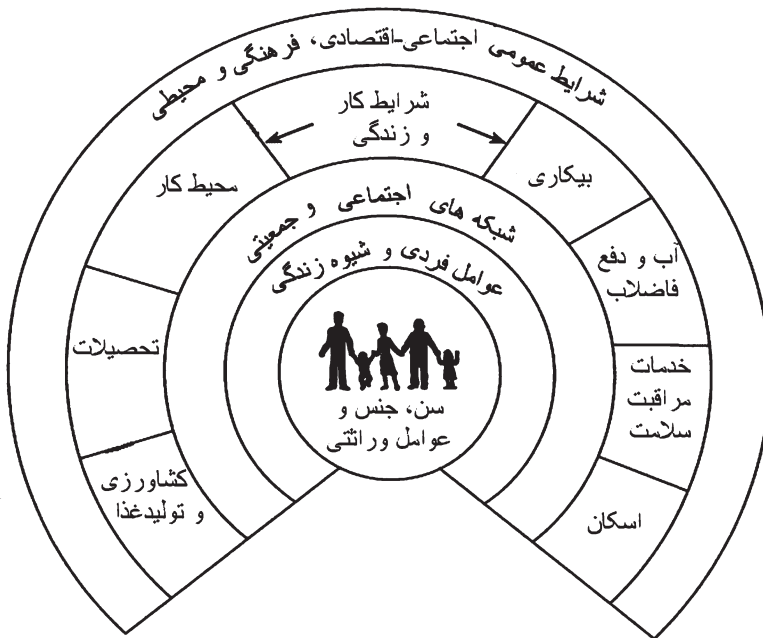 شرایط عمومی اجتماعی-اقتصادی، فرهنگی و محیطی
شرایط کار
و زندگی
محیط کار
بیکاری
شبکه های اجتماعی و جمعیتی
آب و دفع
فاضلاب
عوامل فردی و شیوه زندگی
تحصیلات
خدمات
مراقبت
سلامت
سن، جنس و
عوامل وراثتی
کشاورزی
و تولیدغذا
اسکان